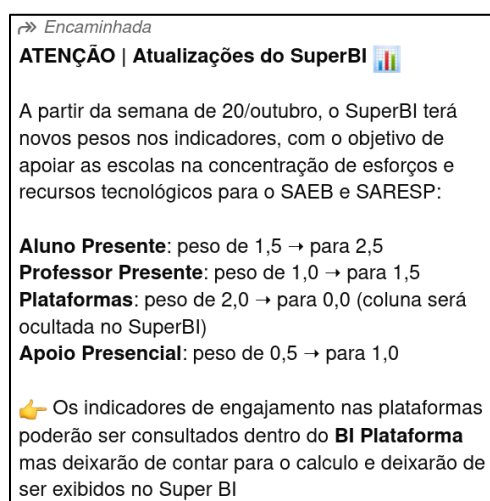 Encaminhada
ATENÇÃO | Atualizações do SuperBI 📊
A partir da semana de 20/outubro, o SuperBI terá
novos pesos nos indicadores, com o objetivo de
apoiar as escolas na concentração de esforços e
recursos tecnológicos para o SAEB e SARESP:
Aluno Presente: peso de 1,5 → para 2,5
Professor Presente: peso de 1,0 → para 1,5
Plataformas: peso de 2,0 → para 0,0 (coluna será
ocultada no SuperBI)
Apoio Presencial: peso de 0,5 → para 1,0
👉 Os indicadores de engajamento nas plataformas
poderão ser consultados dentro do BI Plataforma
mas deixarão de contar para o calculo e deixarão de
ser exibidos no Super BI